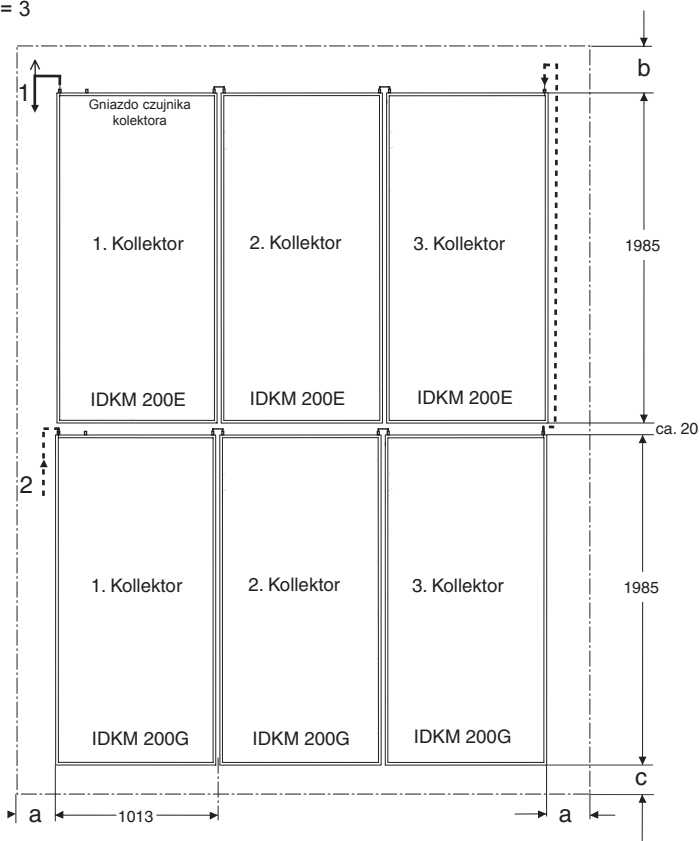 = 3
b
1
Gniazdo czujnika
kolektora
1. Kollektor
2. Kollektor
3. Kollektor
1985
IDKM 200E
IDKM 200E
IDKM 200E
ca. 20
2
1. Kollektor
2. Kollektor
3. Kollektor
1985
IDKM 200G
IDKM 200G
IDKM 200G
c
a
1013
a